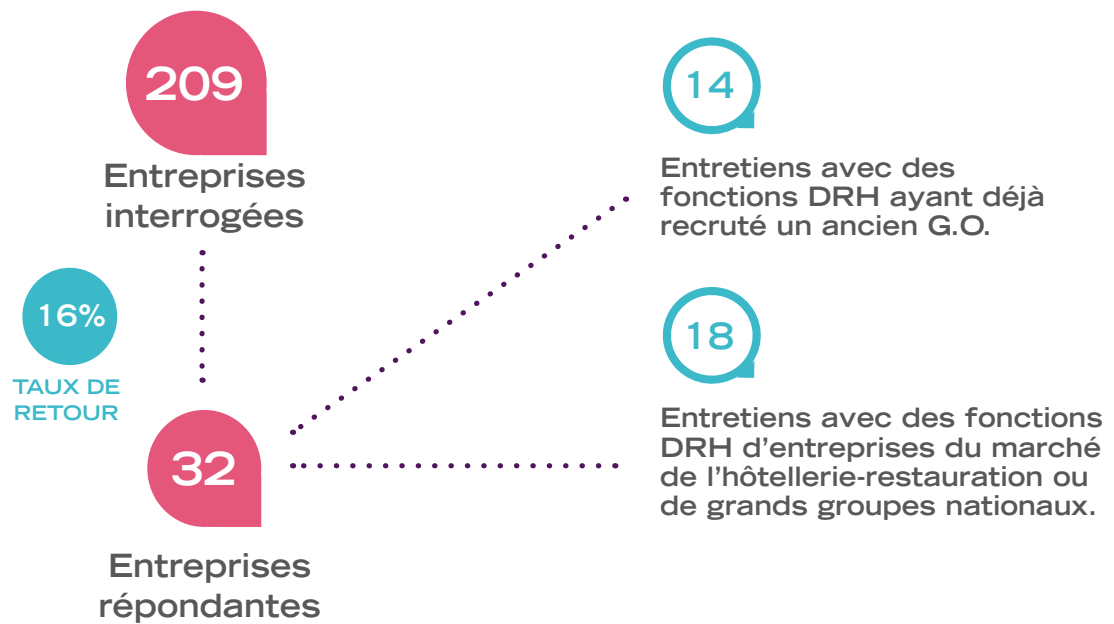 209
Entreprises
interrogées
16%
TAUX DE
RETOUR
32
Entreprises
répondantes
14
Entretiens avec des
fonctions DRH ayant déjà
recruté un ancien G.O.
18
Entretiens avec des fonctions
DRH d’entreprises du marché
de l’hôtellerie-restauration ou
de grands groupes nationaux.